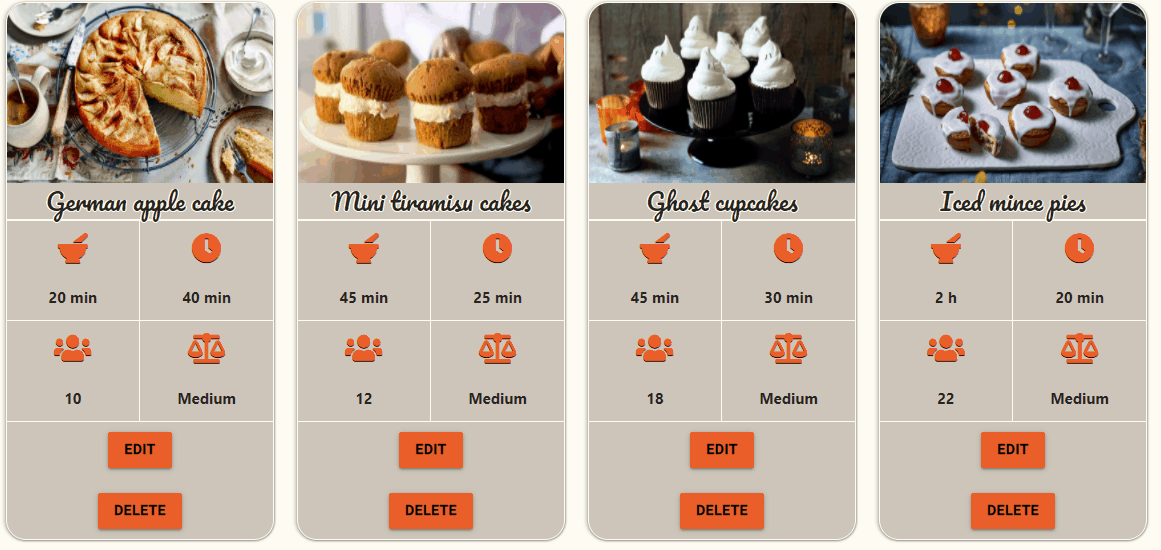 German apple cake
20 min
40 min
10
Medium
EDIT
DELETE
Mini tiramisu cakes
45 min
25 min
12
Medium
EDIT
DELETE
Ghost cupcakes
45 min
30 min
18
Medium
EDIT
DELETE
Iced mince pies
2 h
20 min
22
Medium
EDIT
DELETE